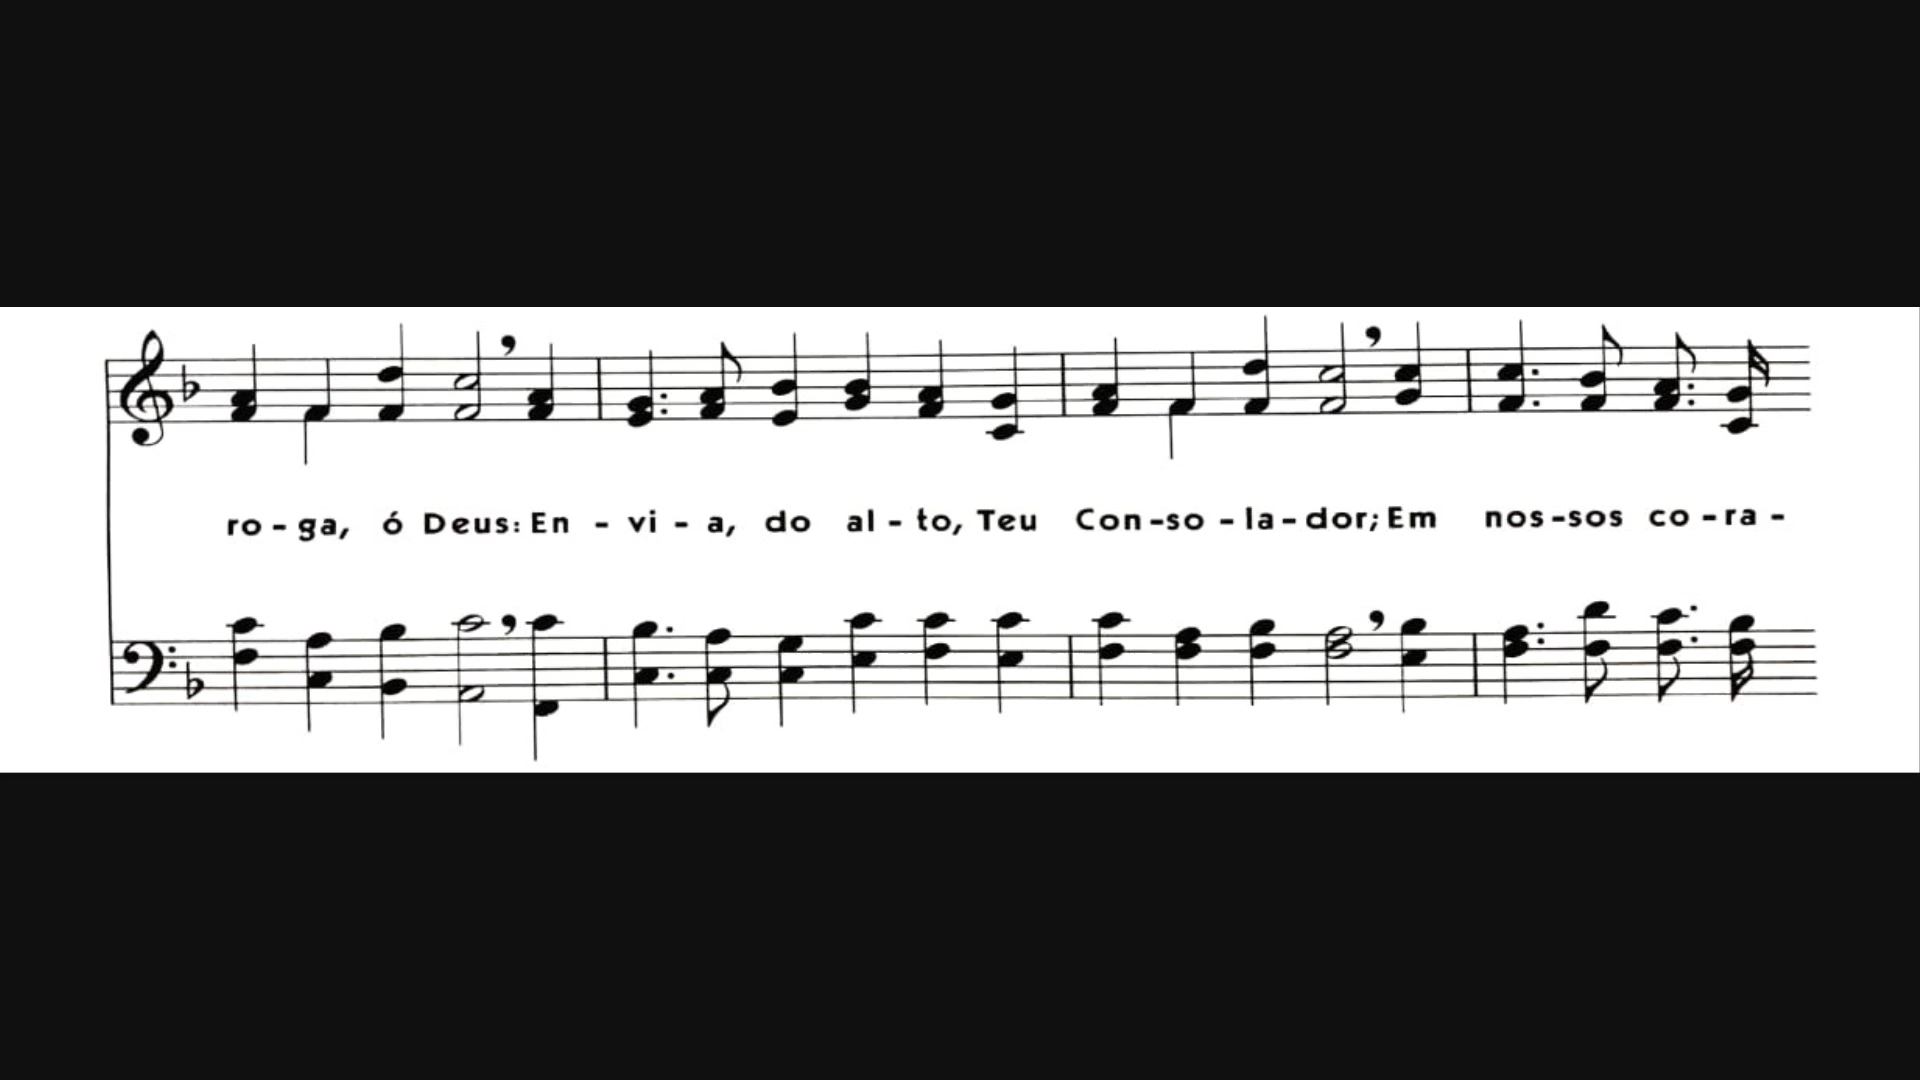 ro - ga, ó Deus: En - vi - a, do al - to, Teu Con - so - la - dor; Em nos - sos co - ra -